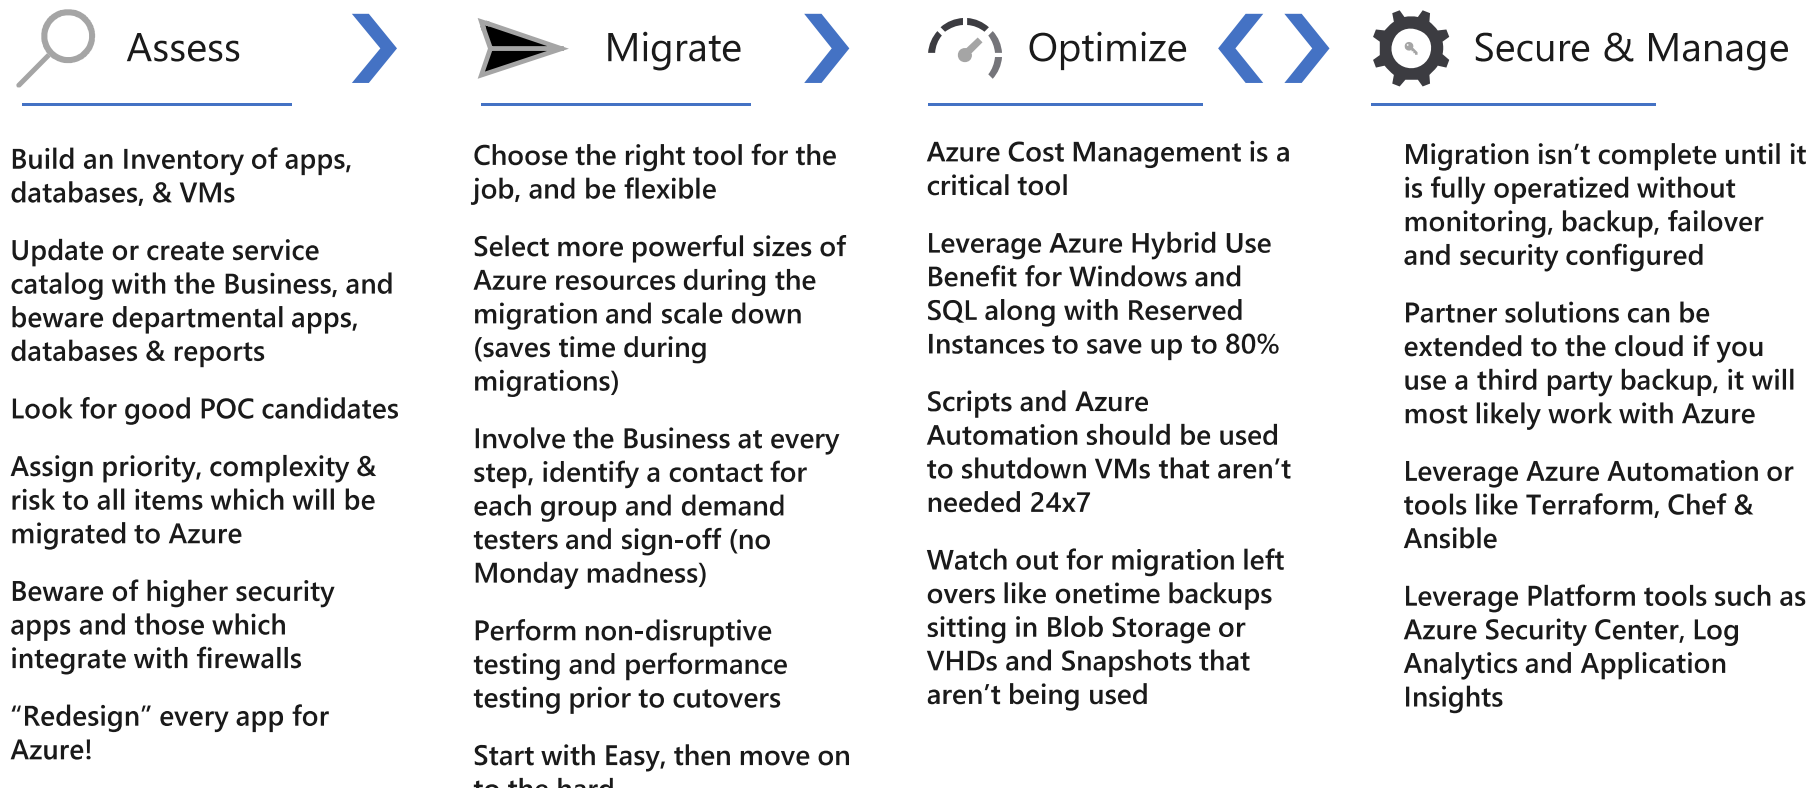 Assess
Build an Inventory of apps,
databases, & VMs
Update or create service
catalog with the Business, and
beware departmental apps,
databases & reports
Look for good POC candidates
Assign priority, complexity &
risk to all items which will be
migrated to Azure
Beware of higher security
apps and those which
integrate with firewalls
“Redesign” every app for
Azure!
Migrate
Choose the right tool for the
job, and be flexible
Select more powerful sizes of
Azure resources during the
migration and scale down
(saves time during
migrations)
Involve the Business at every
step, identify a contact for
each group and demand
testers and sign-off (no
Monday madness)
Perform non-disruptive
testing and performance
testing prior to cutovers
Start with Easy, then move on
to the hard
Optimize
Azure Cost Management is a
critical tool
Leverage Azure Hybrid Use
Benefit for Windows and
SQL along with Reserved
Instances to save up to 80%
Scripts and Azure
Automation should be used
to shutdown VMs that aren’t
needed 24x7
Watch out for migration left
overs like onetime backups
sitting in Blob Storage or
VHDs and Snapshots that
aren’t being used
Secure & Manage
Migration isn’t complete until it
is fully operatized without
monitoring, backup, failover
and security configured
Partner solutions can be
extended to the cloud if you
use a third party backup, it will
most likely work with Azure
Leverage Azure Automation or
tools like Terraform, Chef &
Ansible
Leverage Platform tools such as
Azure Security Center, Log
Analytics and Application
Insights